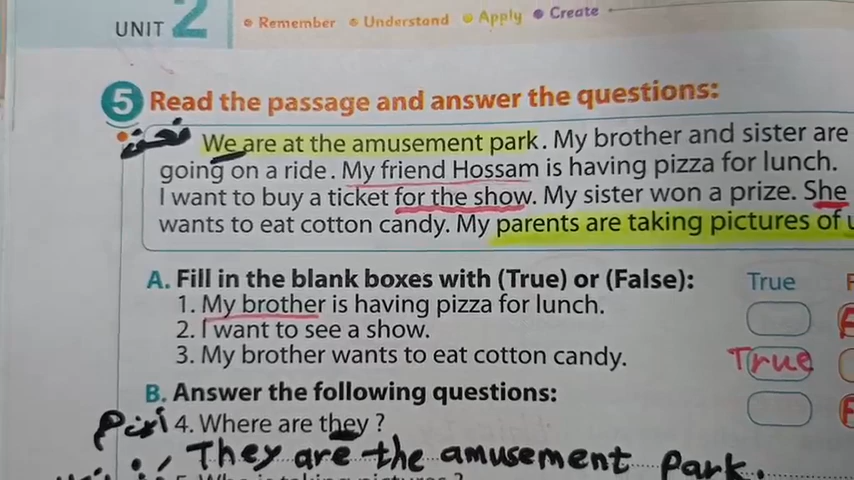 UNIT 2 Remember Understand Apply Create
5 Read the passage and answer the questions:
نحن We are at the amusement park. My brother and sister are
going on a ride. My friend Hossam is having pizza for lunch.
I want to buy a ticket for the show. My sister won a prize. She
wants to eat cotton candy. My parents are taking pictures of
A. Fill in the blank boxes with (True) or (False): True F
1. My brother is having pizza for lunch. F
2. I want to see a show. True
3. My brother wants to eat cotton candy. F
B. Answer the following questions:
4. Where are they ?
They are the amusement park.